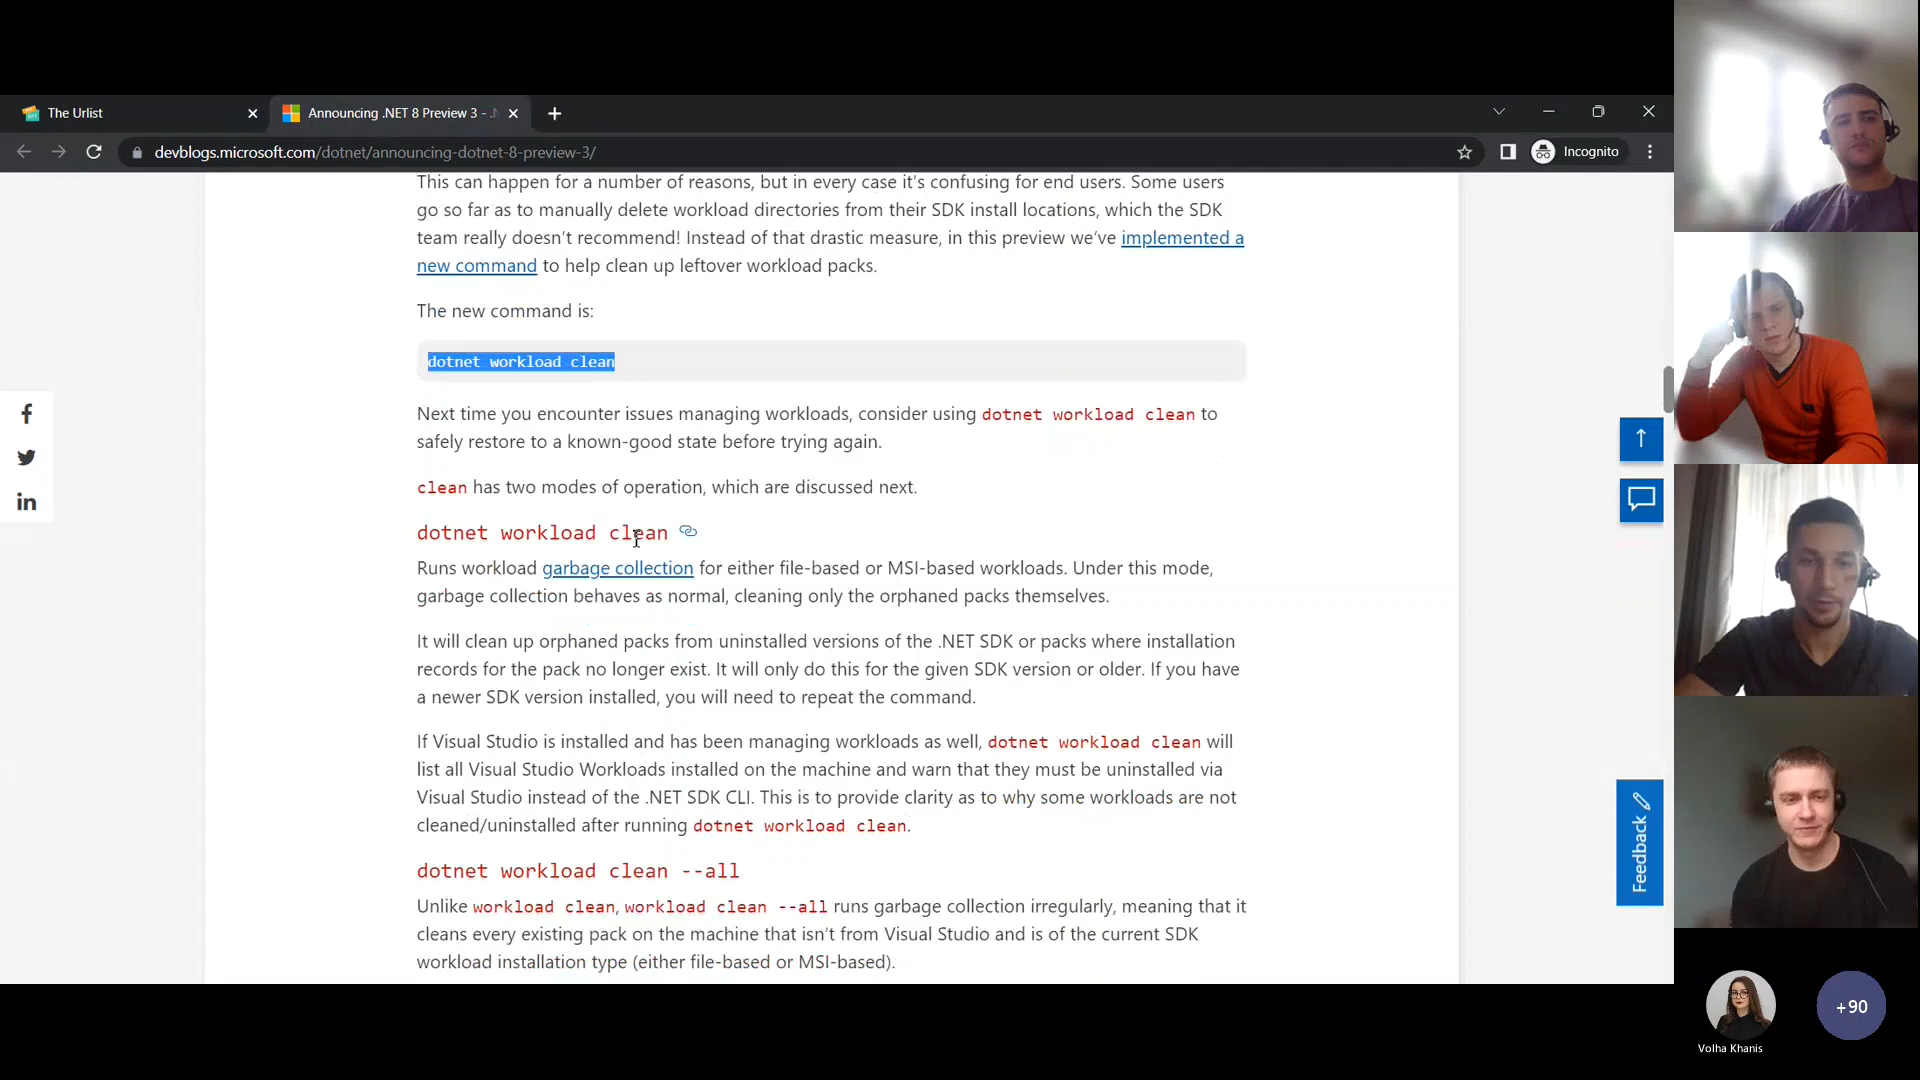 The Urlist
Announcing .NET 8 Preview 3 - .N
devblogs.microsoft.com/dotnet/announcing-dotnet-8-preview-3/
Incognito
This can happen for a number of reasons, but in every case it's confusing for end users. Some users
go so far as to manually delete workload directories from their SDK install locations, which the SDK
team really doesn't recommend! Instead of that drastic measure, in this preview we've implemented a
new command to help clean up leftover workload packs.
The new command is:
dotnet workload clean
Next time you encounter issues managing workloads, consider using dotnet workload clean to
safely restore to a known-good state before trying again.
clean has two modes of operation, which are discussed next.
dotnet workload clean
Runs workload garbage collection for either file-based or MSI-based workloads. Under this mode,
garbage collection behaves as normal, cleaning only the orphaned packs themselves.
It will clean up orphaned packs from uninstalled versions of the .NET SDK or packs where installation
records for the pack no longer exist. It will only do this for the given SDK version or older. If you have
a newer SDK version installed, you will need to repeat the command.
If Visual Studio is installed and has been managing workloads as well, dotnet workload clean will
list all Visual Studio Workloads installed on the machine and warn that they must be uninstalled via
Visual Studio instead of the .NET SDK CLI. This is to provide clarity as to why some workloads are not
cleaned/uninstalled after running dotnet workload clean.
dotnet workload clean --all
Unlike workload clean, workload clean --all runs garbage collection irregularly, meaning that it
cleans every existing pack on the machine that isn't from Visual Studio and is of the current SDK
workload installation type (either file-based or MSI-based).
Feedback
+90
Volha Khanis